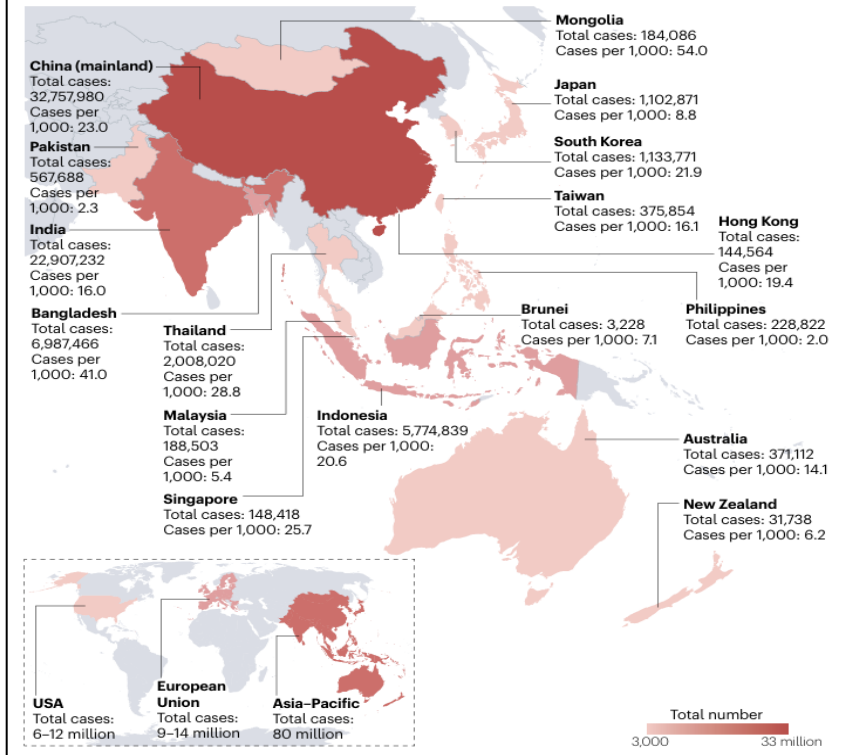 Mongolia
Total cases: 184,086
Cases per 1,000: 54.0
China (mainland)
Total cases:
32,757,980
Cases per
1,000: 23.0
Japan
Total cases: 1,102,871
Cases per 1,000: 8.8
South Korea
Total cases: 1,133,771
Cases per 1,000: 21.9
Pakistan
Total cases:
567,688
Cases per
1,000: 2.3
Taiwan
Total cases: 375,854
Cases per 1,000: 16.1
Hong Kong
Total cases:
144,564
Cases per
1,000: 19.4
India
Total cases:
22,907,232
Cases per
1,000: 16.0
Bangladesh
Total cases:
6,987,466
Cases per
1,000: 41.0
Thailand
Total cases:
2,008,020
Cases per
1,000: 28.8
Brunei
Total cases: 3,228
Cases per 1,000: 7.1
Philippines
Total cases: 228,822
Cases per 1,000: 2.0
Malaysia
Total cases:
188,503
Cases per
1,000: 5.4
Indonesia
Total cases: 5,774,839
Cases per 1,000:
20.6
Australia
Total cases: 371,112
Cases per 1,000: 14.1
Singapore
Total cases: 148,418
Cases per 1,000: 25.7
New Zealand
Total cases: 31,738
Cases per 1,000: 6.2
USA
Total cases:
6–12 million
European
Union
Total cases:
9–14 million
Asia–Pacific
Total cases:
80 million
Total number
3,000
33 million